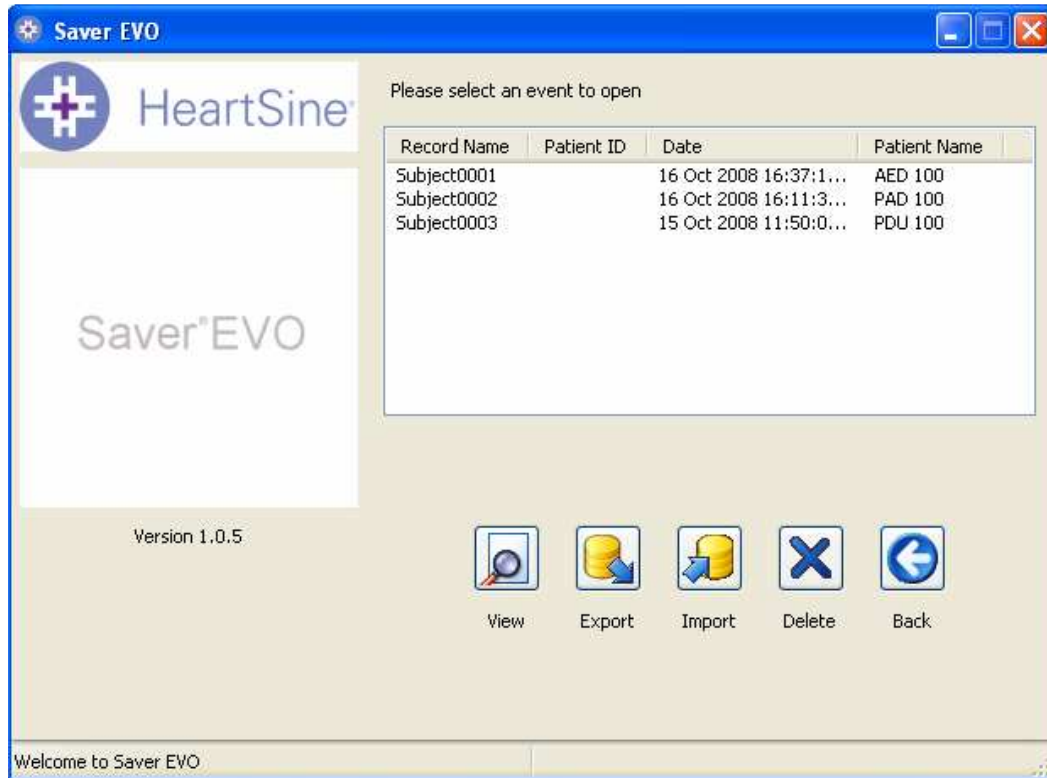 Saver EVO
HeartSine®
Please select an event to open
Record Name Patient ID Date Patient Name
Subject0001 16 Oct 2008 16:37:1... AED 100
Subject0002 16 Oct 2008 16:11:3... PAD 100
Subject0003 15 Oct 2008 11:50:0... PDU 100
Saver®EVO
Version 1.0.5
View Export Import Delete Back
Welcome to Saver EVO